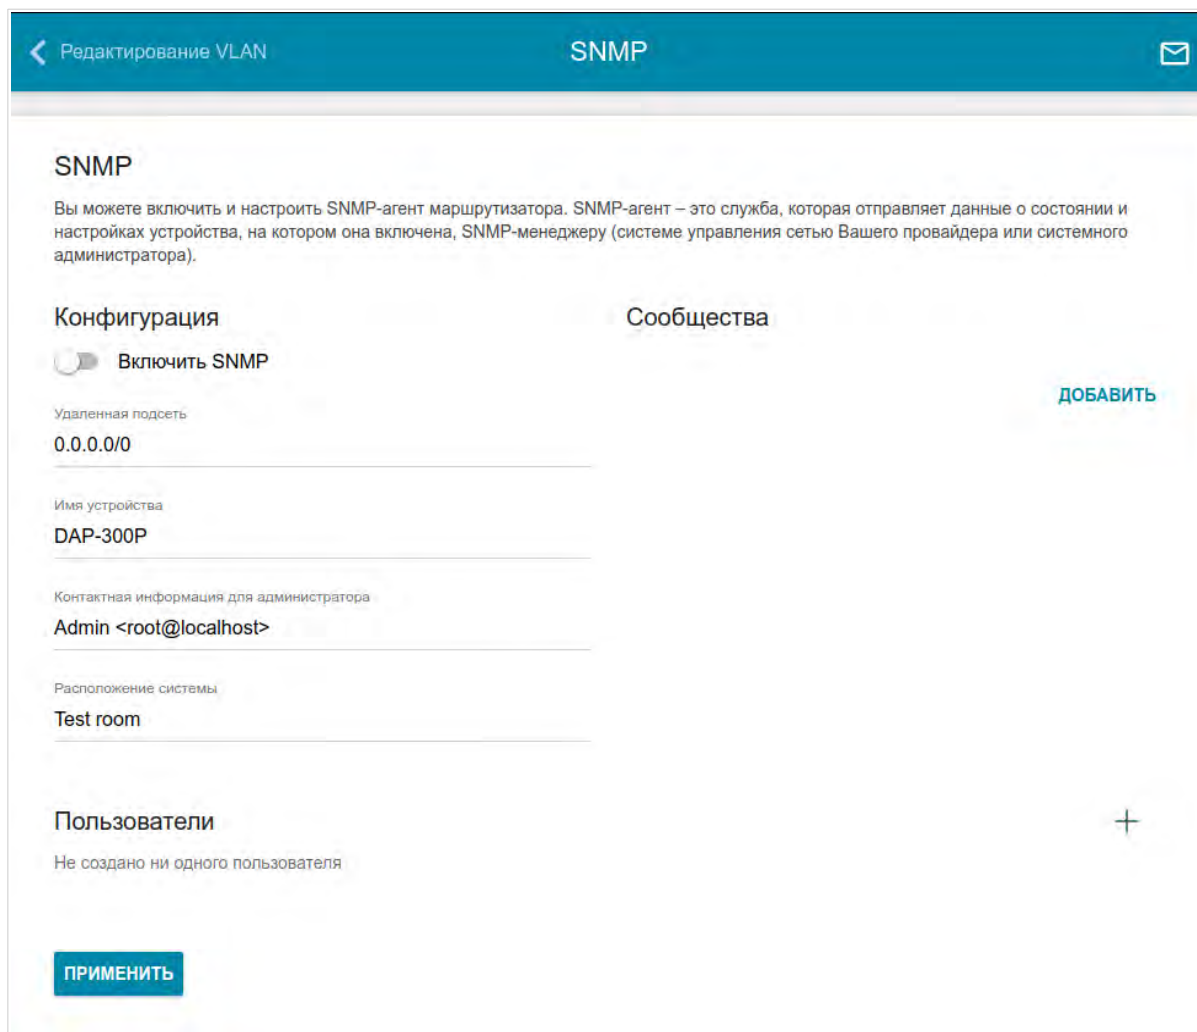 Редактирование VLAN
SNMP
SNMP
Вы можете включить и настроить SNMP-агент маршрутизатора. SNMP-агент – это служба, которая отправляет данные о состоянии и
настройках устройства, на котором она включена, SNMP-менеджеру (системе управления сетью Вашего провайдера или системного
администратора).
Конфигурация
Включить SNMP
Удаленная подсеть
0.0.0.0/0
Имя устройства
DAP-300P
Контактная информация для администратора
Admin <root@localhost>
Расположение системы
Test room
Сообщества
ДОБАВИТЬ
Пользователи
Не создано ни одного пользователя
ПРИМЕНИТЬ